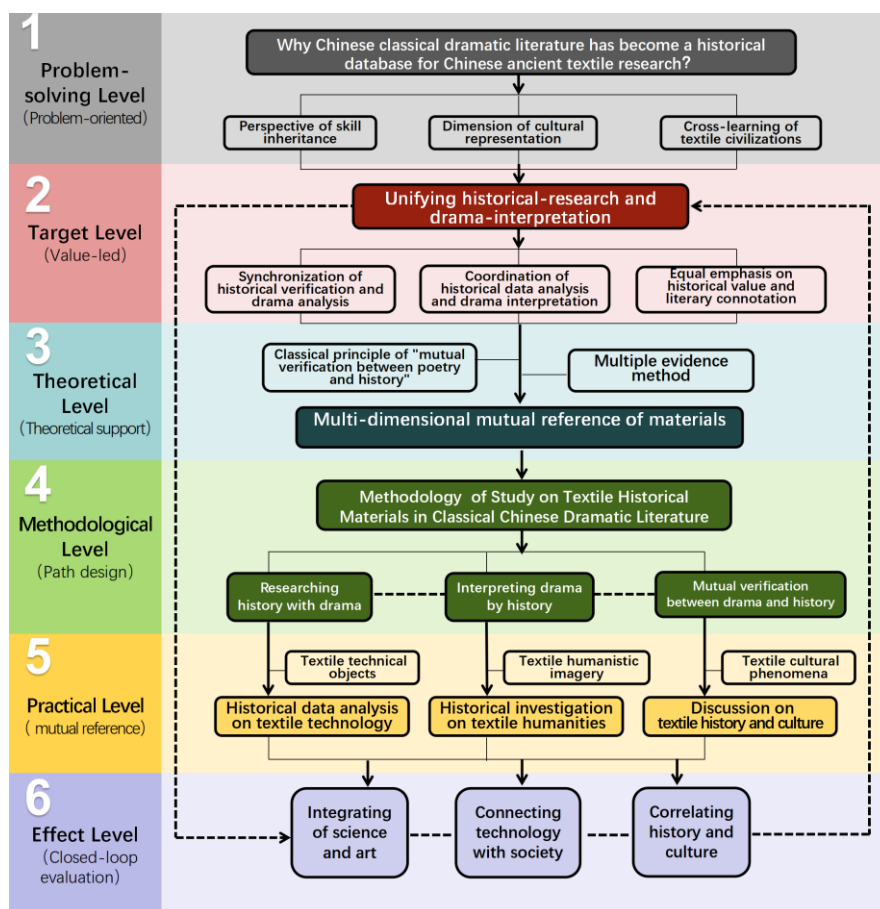 1
Problem-
solving Level
(Problem-oriented)
Why Chinese classical dramatic literature has become a historical
database for Chinese ancient textile research?
Perspective of skill
inheritance
Dimension of cultural
representation
Cross-learning of
textile civilizations
2
Target Level
(Value-led)
Unifying historical-research and
drama-interpretation
Synchronization of
historical verification and
drama analysis
Coordination of
historical data analysis
and drama interpretation
Equal emphasis on
historical value and
literary connotation
3
Theoretical
Level
(Theoretical support)
Classical principle of "mutual
verification between poetry
and history"
Multiple evidence
method
Multi-dimensional mutual reference of materials
4
Methodological
Level
(Path design)
Methodology of Study on Textile Historical
Materials in Classical Chinese Dramatic Literature
Researching
history with drama
Interpreting drama
by history
Mutual verification
between drama and history
5
Practical Level
( mutual reference)
Textile technical
objects
Textile humanistic
imagery
Textile cultural
phenomena
Historical data analysis
on textile technology
Historical investigation
on textile humanities
Discussion on
textile history and culture
6
Effect Level
(Closed-loop
evaluation)
Integrating
of science
and art
Connecting
technology
with society
Correlating
history and
culture